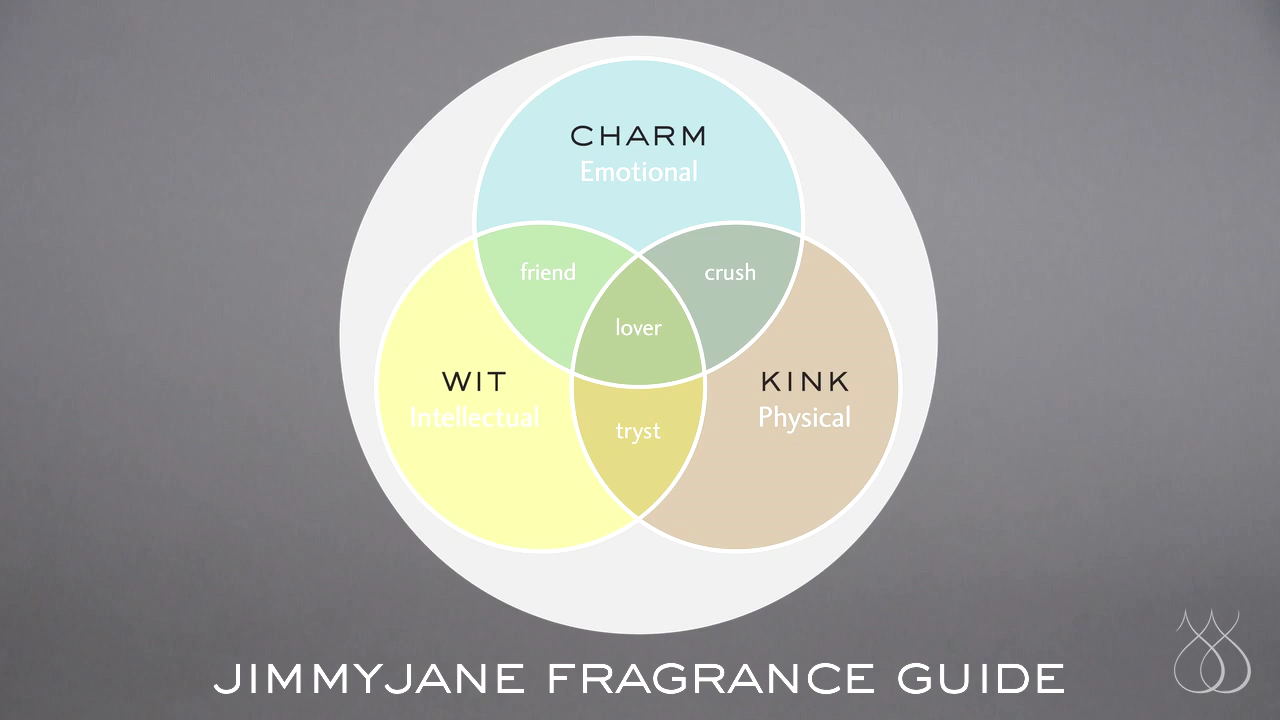 CHARM
Emotional
friend
crush
lover
WIT
Intellectual
KINK
Physical
tryst
JIMMYJANE FRAGRANCE GUIDE